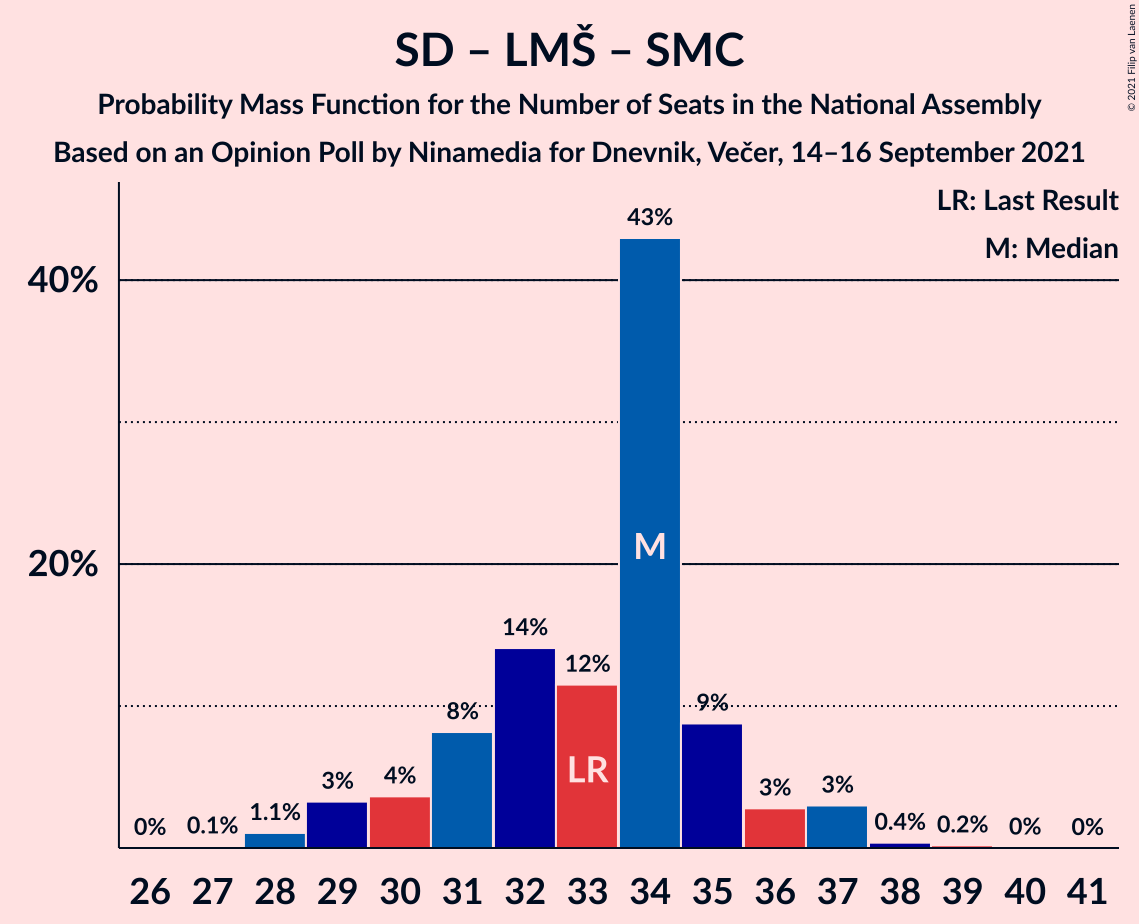 SD – LMŠ – SMC
Probability Mass Function for the Number of Seats in the National Assembly
Based on an Opinion Poll by Ninamedia for Dnevnik, Večer, 14–16 September 2021
© 2021 Filip van Laenen
LR: Last Result
M: Median
40%
20%
0%
0.1%
1.1%
3%
4%
8%
14%
12%
43%
9%
3%
3%
0.4%
0.2%
0%
0%
LR
M
26 27 28 29 30 31 32 33 34 35 36 37 38 39 40 41